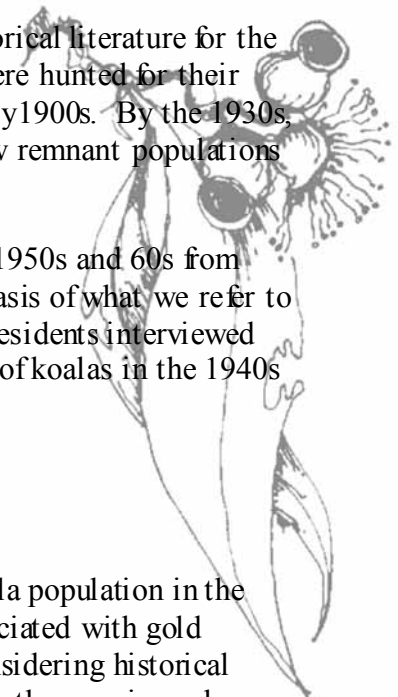 orical literature for the
ere hunted for their
y1900s. By the 1930s,
v remnant populations
1950s and 60s from
asis of what we refer to
esidents interviewed
of koalas in the 1940s
la population in the
ciated with gold
nsidering historical